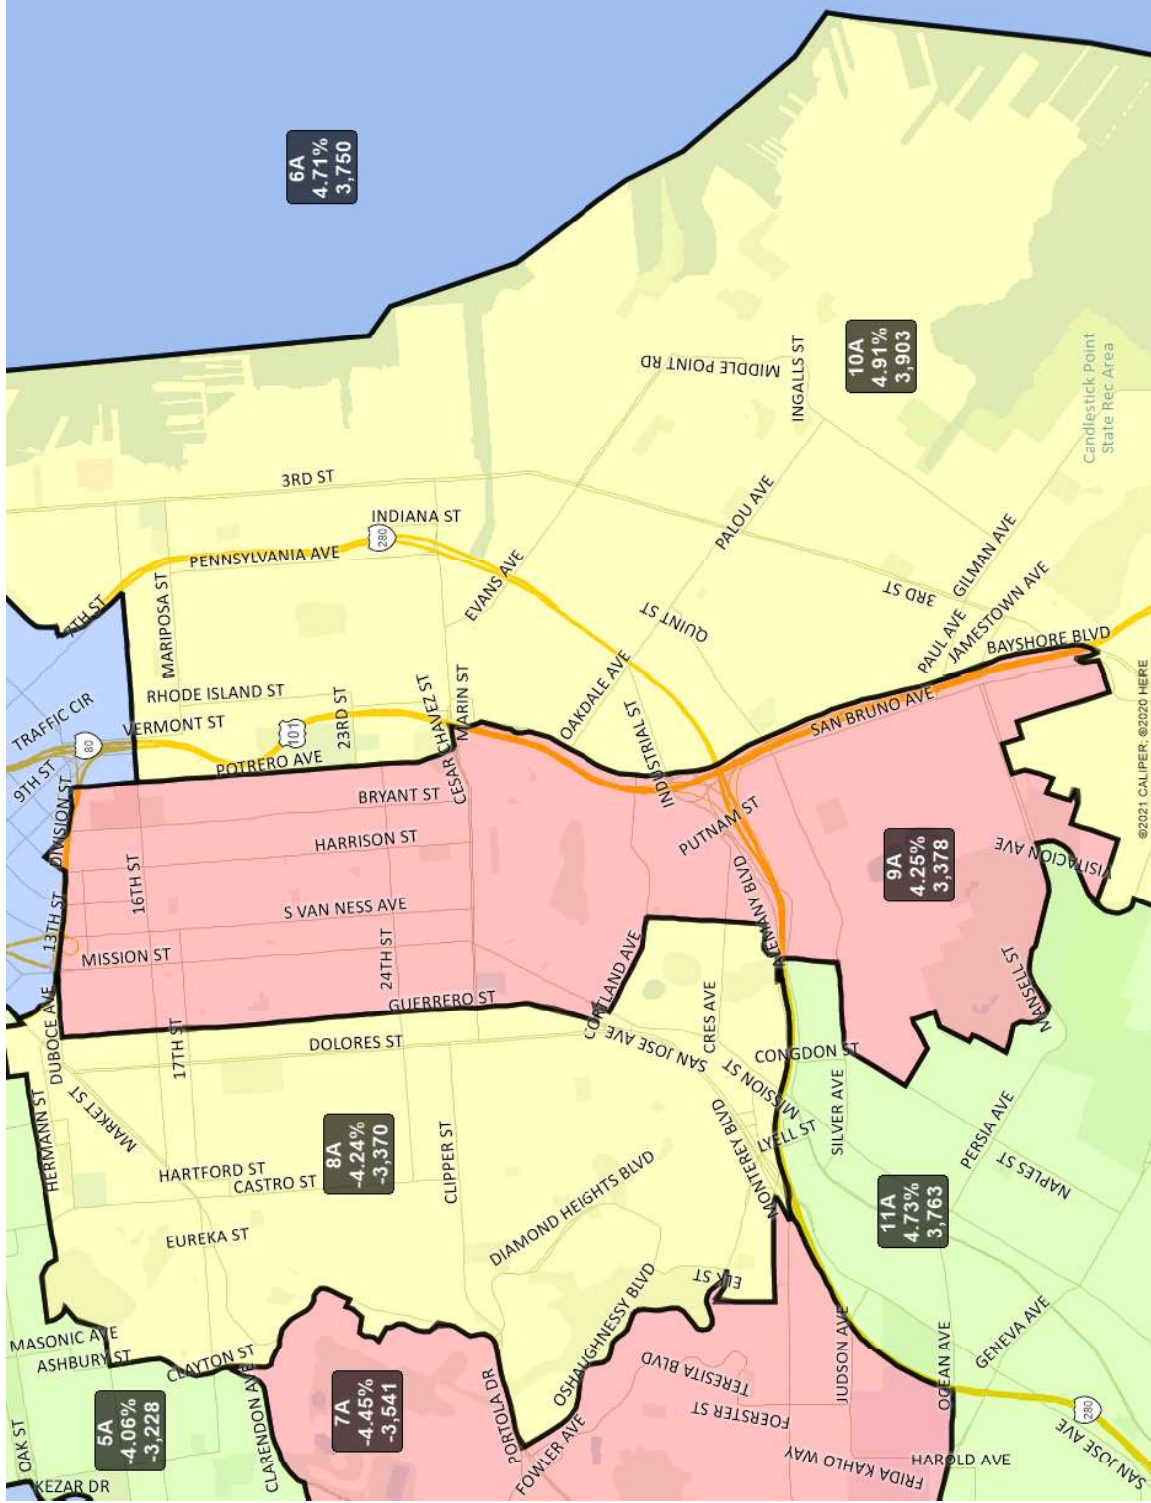 6A
4.71%
3,750
10A
4.91%
3,903
Candlestick Point
State Rec Area
MIDDLE POINT RD
INGALLS ST
3RD ST
INDIANA ST
280
PENNSYLVANIA AVE
7TH ST
MARIPOSA ST
EVANS AVE
PALOU AVE
QUINT ST
3RD ST
GILMAN AVE
PAUL AVE
JAMESTOWN AVE
BAYSHORE BLVD
SAN BRUNO AVE
OAKDALE AVE
INDUSTRIAL ST
TRAFFIC CIR
9TH ST
80
RHODE ISLAND ST
VERMONT ST
101
23RD ST
POTRERO AVE
CESAR CHAVEZ ST
MARIN ST
DIVISION ST
13TH ST
BRYANT ST
HARRISON ST
16TH ST
S VAN NESS AVE
MISSION ST
24TH ST
GUERRERO ST
PUTNAM ST
ALEMANY BLVD
9A
4.25%
3,378
VISITACION AVE
MANSELL ST
CORTLAND AVE
DUBOCE AVE
17TH ST
DOLORES ST
SAN JOSE AVE
CRES AVE
MISSION ST
CONGDON ST
SILVER AVE
LYELL ST
MONTEREY BLVD
PERSIA AVE
NAPLES ST
HERMANN ST
MARKET ST
8A
-4.24%
-3,370
HARTFORD ST
CASTRO ST
CLIPPER ST
EUREKA ST
DIAMOND HEIGHTS BLVD
ELK ST
OSHAUGHNESSY BLVD
11A
4.73%
3,763
GENEVA AVE
OCEAN AVE
JUDSON AVE
MASONIC AVE
ASHBURY ST
CLAYTON ST
CLARENDON AVE
5A
-4.06%
-3,228
OAK ST
KEZAR DR
7A
-4.45%
-3,541
PORTOLA DR
FOWLER AVE
TERESITA BLVD
FOERSTER ST
FRIDA KAHLO WAY
HAROLD AVE
280
SAN JOSE AVE
©2021 CALIPER; ©2020 HERE